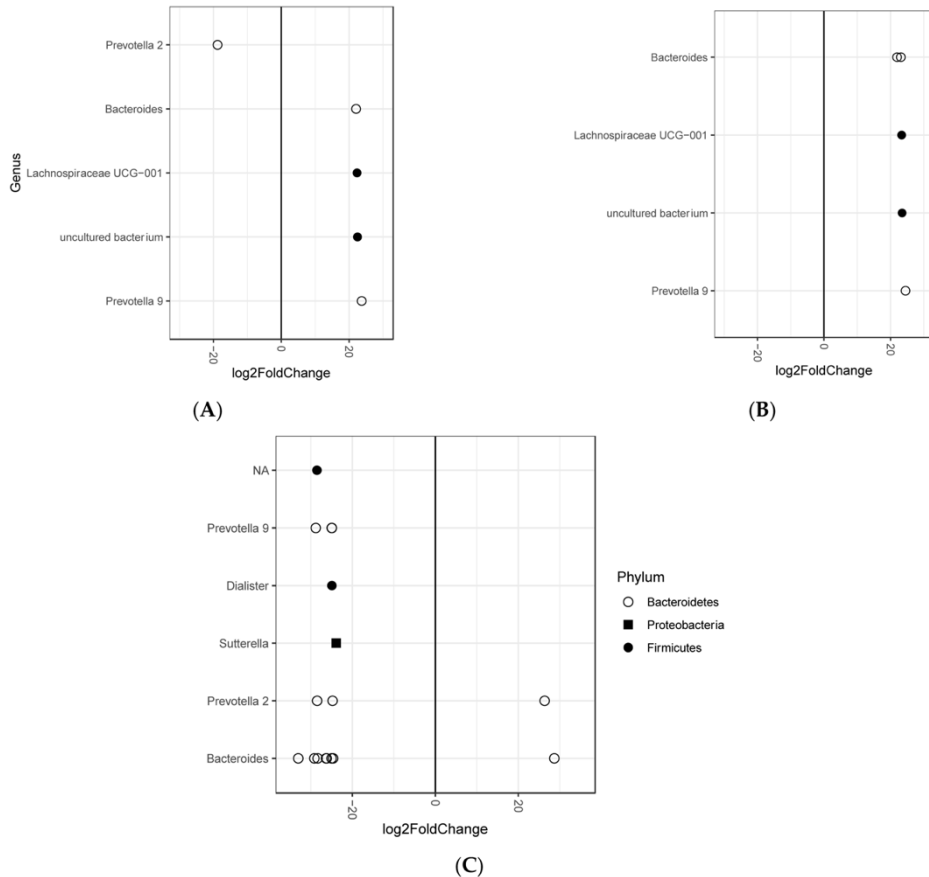 Genus
Prevotella 2
Bacteroides
Lachnospiraceae UCG−001
uncultured bacterium
Prevotella 9
−20
0
20
log2FoldChange
(A)
Bacteroides
Lachnospiraceae UCG−001
uncultured bacterium
Prevotella 9
−20
0
20
log2FoldChange
(B)
NA
Prevotella 9
Dialister
Sutterella
Prevotella 2
Bacteroides
−20
0
20
log2FoldChange
Phylum
Bacteroidetes
Proteobacteria
Firmicutes
(C)